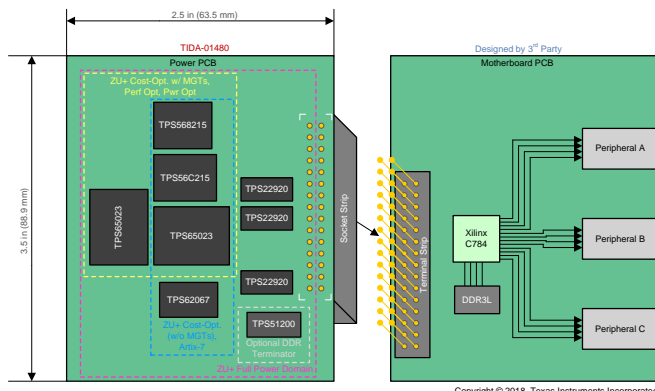 2.5 in (63.5 mm)
TIDA-01480
Power PCB
3.5 in (88.9 mm)
ZU+ Cost-Opt. w/ MGTs,
Perf Opt, Pwr Opt
TPS568215
TPS56C215
TPS65023
TPS65023
TPS22920
TPS22920
TPS22920
TPS62067
TPS51200
ZU+ Cost-Opt.
(w/o MGTs),
Artix-7
Optional DDR
Terminator
ZU+ Full Power Domain
Socket Strip
Designed by 3rd Party
Motherboard PCB
Terminal Strip
Xilinx
C784
DDR3L
Peripheral A
Peripheral B
Peripheral C
Copyright © 2018, Texas Instruments Incorporated